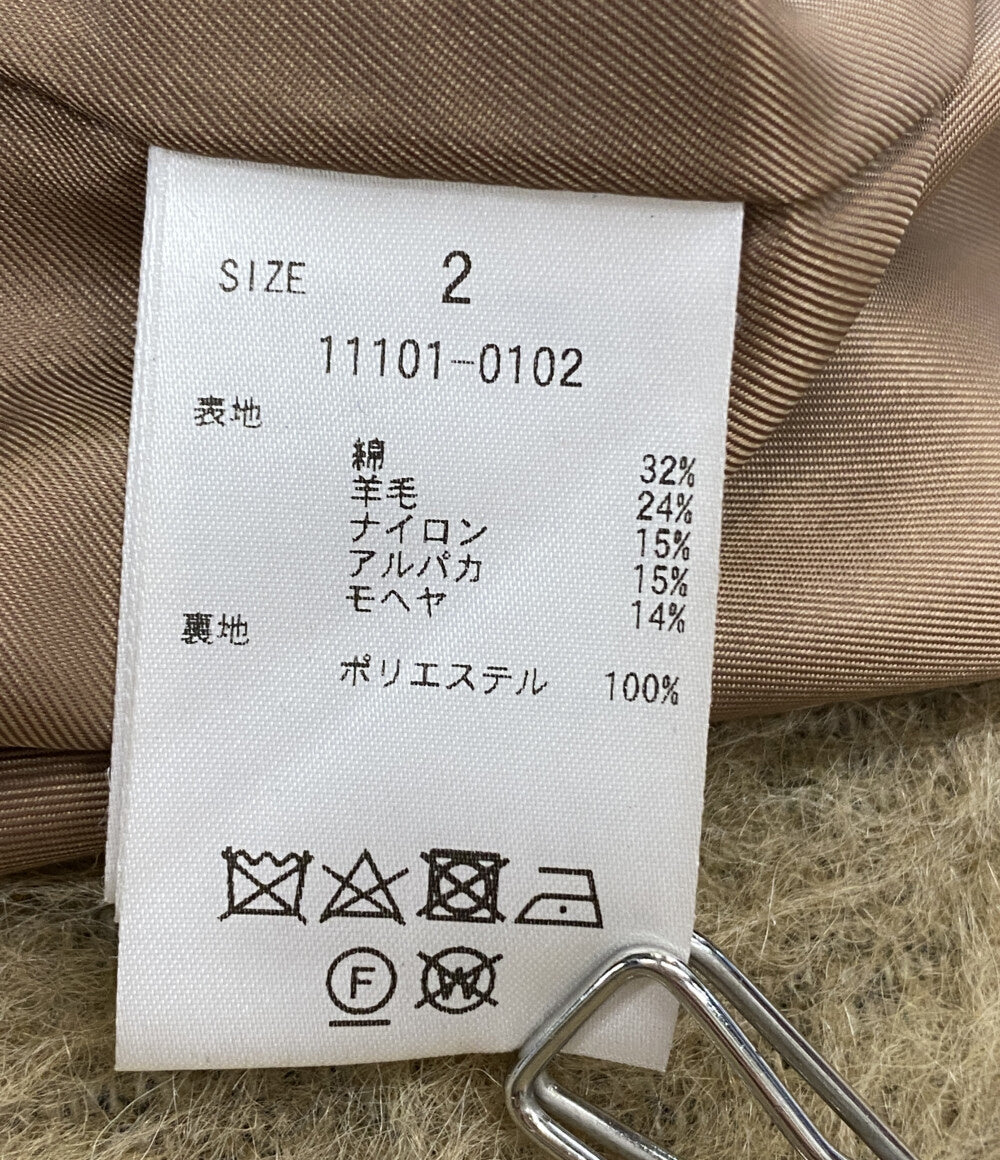 SIZE 2
11101-0102
表地
綿 32%
羊毛 24%
ナイロン 15%
アルパカ 15%
モヘヤ 14%
裏地
ポリエステル 100%
F W